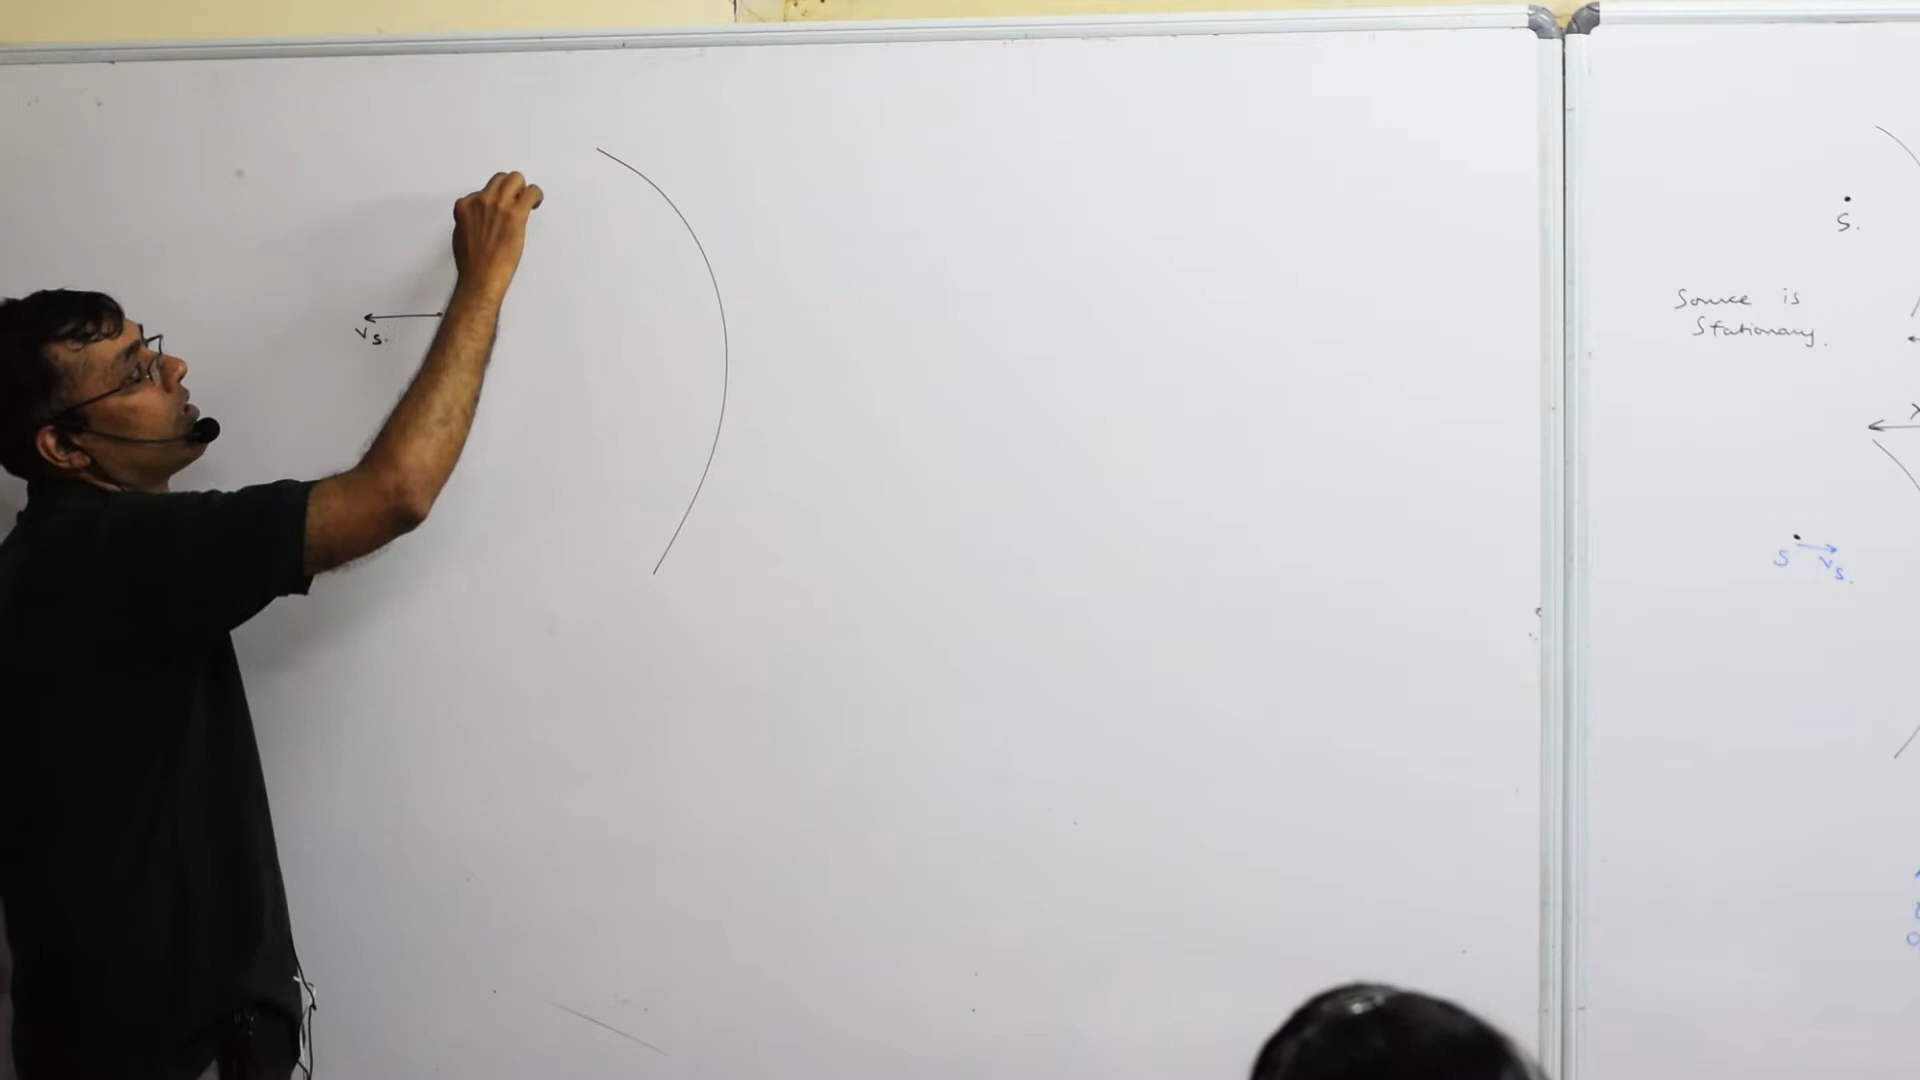 vs.
S.
Source is
Stationary.
S vs.